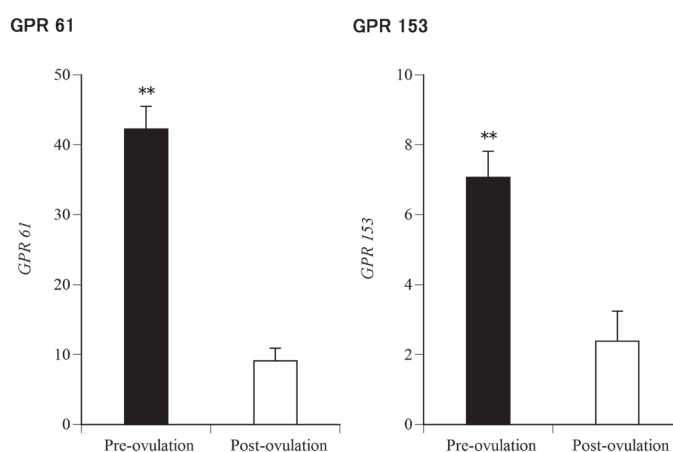 GPR 61
GPR 153
50
40
30
20
10
0
GPR 61
**
Pre-ovulation
Post-ovulation
10
8
6
4
2
0
GPR 153
**
Pre-ovulation
Post-ovulation